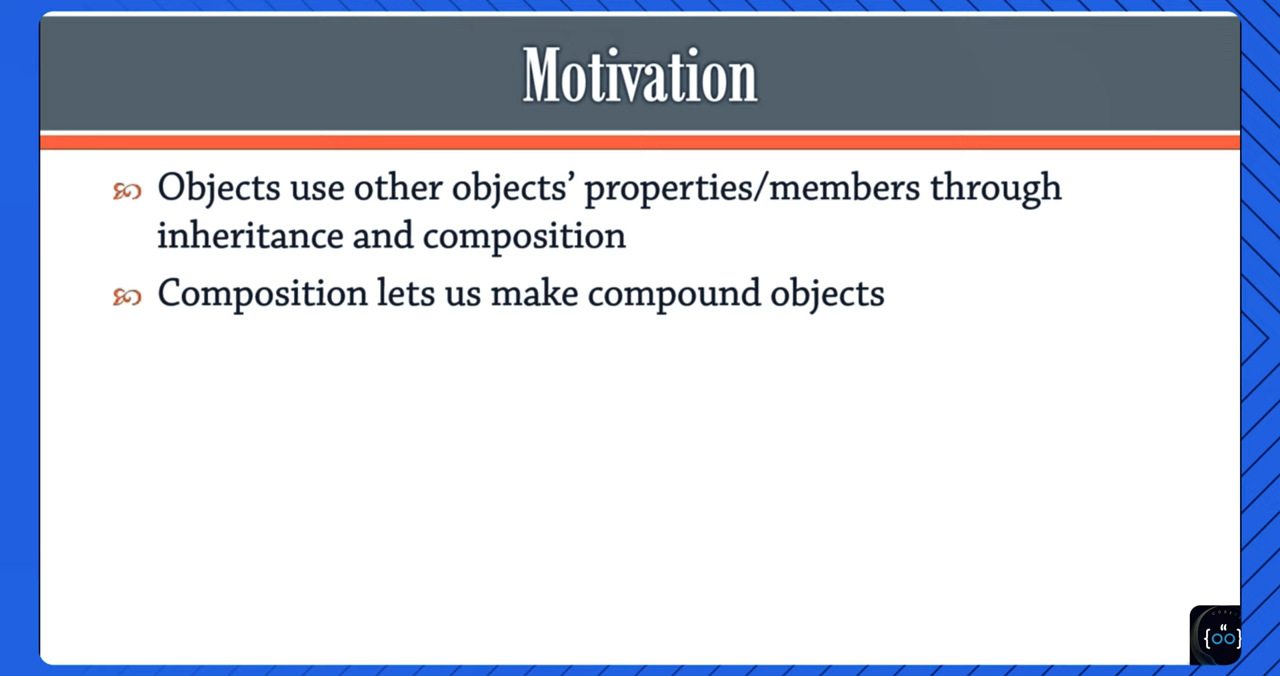 Motivation
Objects use other objects’ properties/members through
inheritance and composition
Composition lets us make compound objects